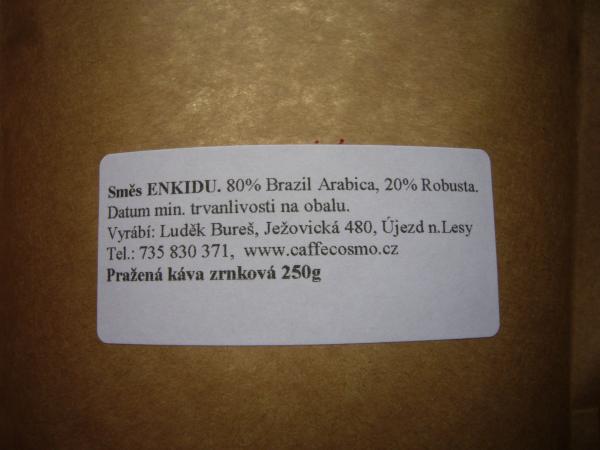 Směs ENKIDU. 80% Brazil Arabica, 20% Robusta.
Datum min. trvanlivosti na obalu.
Vyrábí: Luděk Bureš, Ježovická 480, Újezd n.Lesy
Tel.: 735 830 371, www.caffecosmo.cz
Pražená káva zrnková 250g